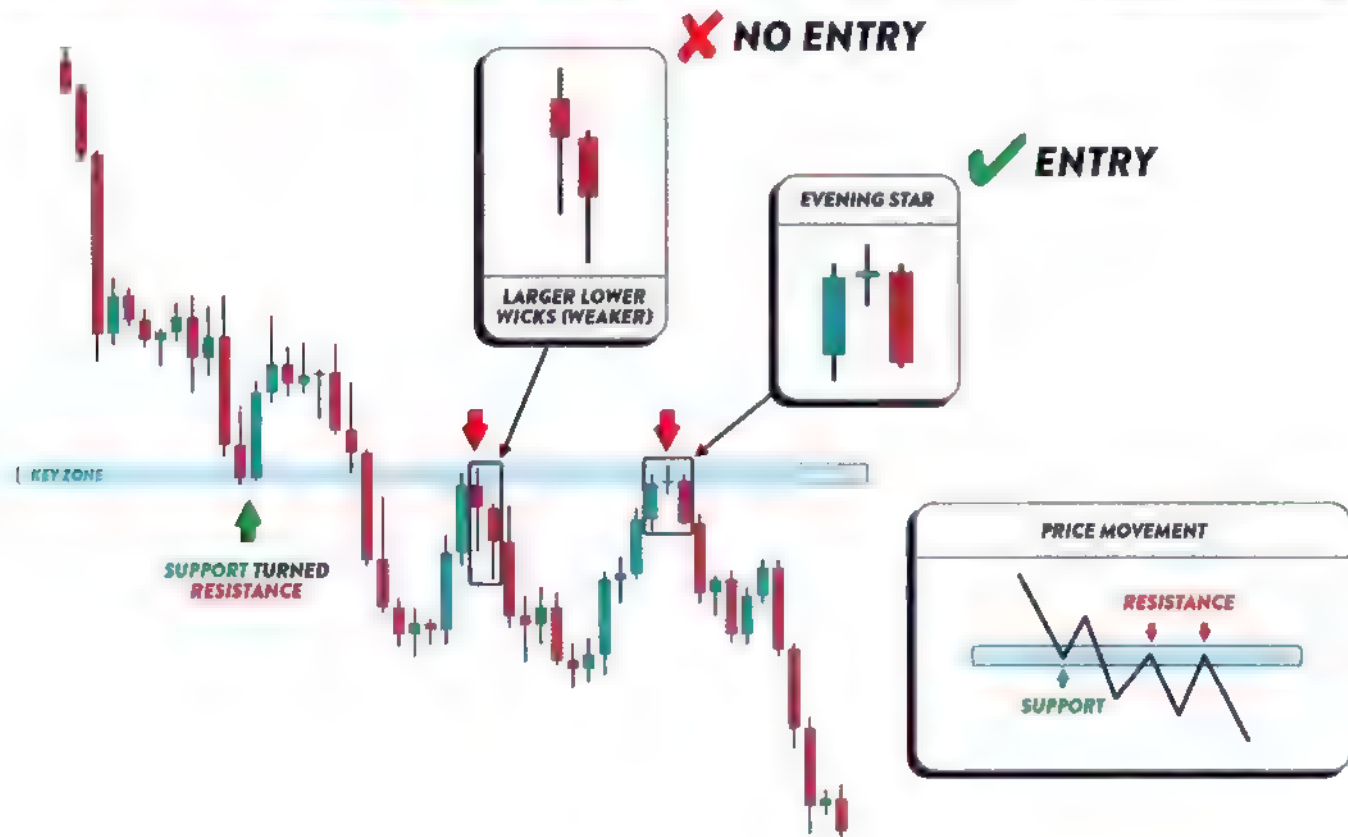 NO ENTRY
ENTRY
EVENING STAR
LARGER LOWER
WICKS (WEAKER)
KEY ZONE
SUPPORT TURNED
RESISTANCE
PRICE MOVEMENT
RESISTANCE
SUPPORT